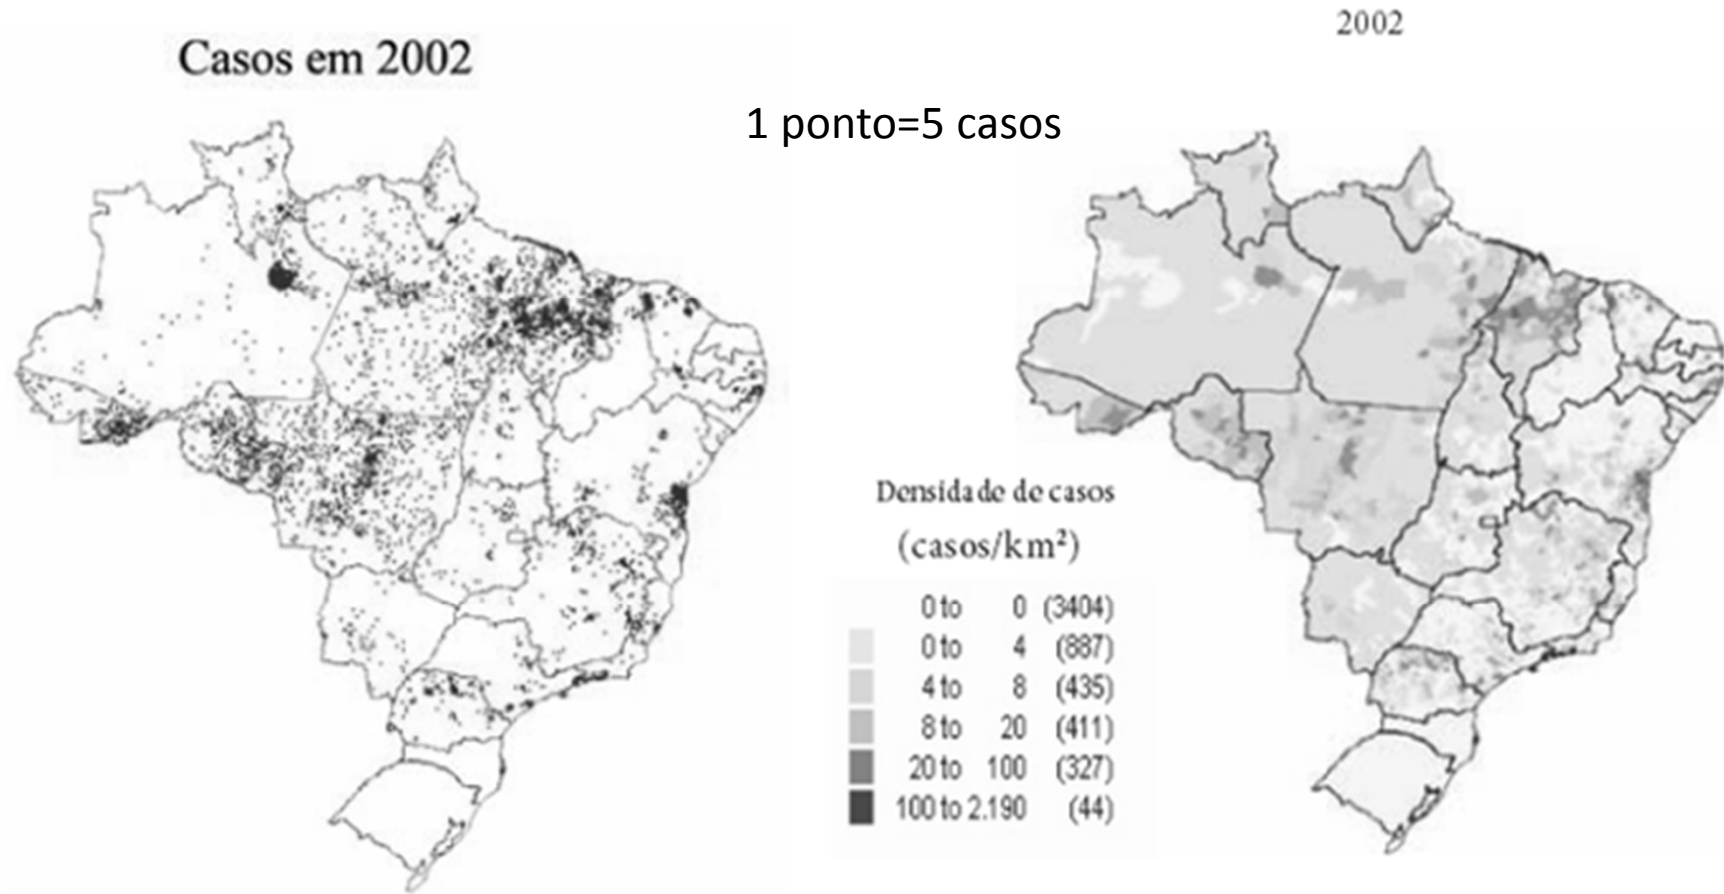 2002
Casos em 2002
1 ponto=5 casos
Densidade de casos
(casos/km²)
0 to 0 (3404)
0 to 4 (887)
4 to 8 (435)
8 to 20 (411)
20 to 100 (327)
100 to 2.190 (44)